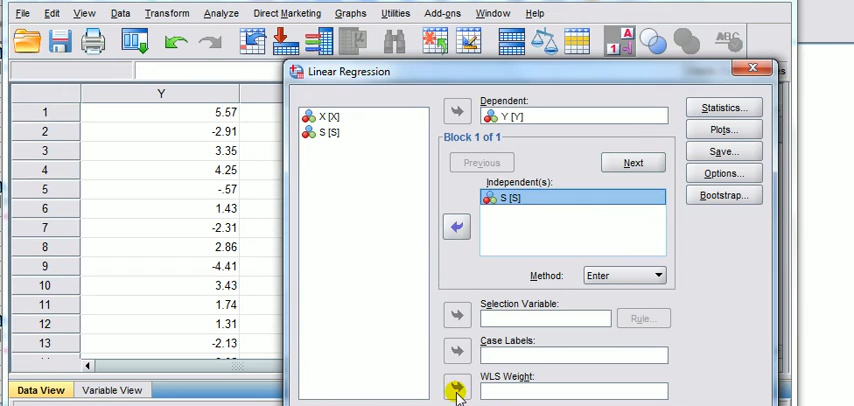 File Edit View Data Transform Analyze Direct Marketing Graphs Utilities Add-ons Window Help
A
1
ABC
Linear Regression
Y
1 5.57
2 -2.91
3 3.35
4 4.25
5 -.57
6 1.43
7 -2.31
8 2.86
9 -4.41
10 3.43
11 1.74
12 1.31
13 -2.13
Data View Variable View
X [X]
S [S]
Dependent:
Y [Y]
Block 1 of 1
Previous Next
Independent(s):
S [S]
Method: Enter
Selection Variable:
Rule...
Case Labels:
WLS Weight:
Statistics...
Plots...
Save...
Options...
Bootstrap...